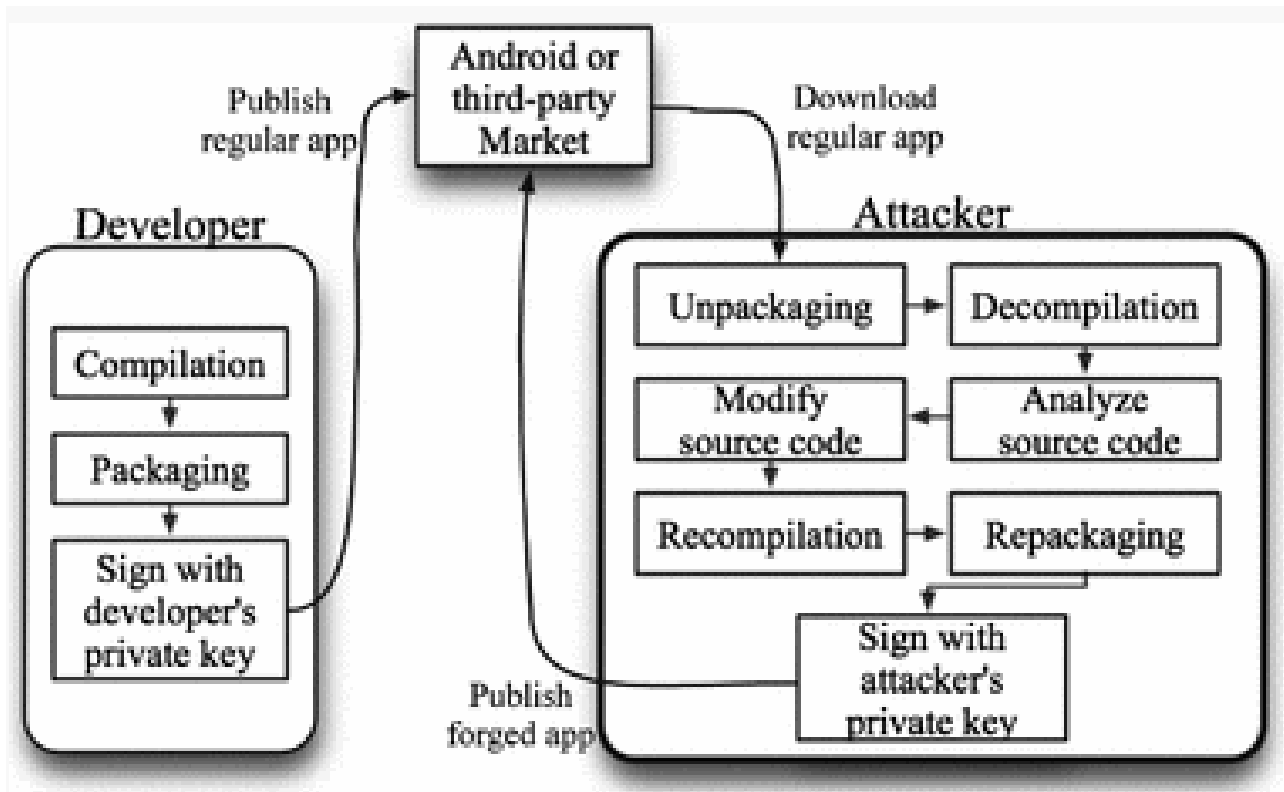 Android or
third-party
Market
Publish
regular app
Download
regular app
Developer
Compilation
Packaging
Sign with
developer's
private key
Attacker
Unpackaging
Decompilation
Analyze
source code
Modify
source code
Recompilation
Repackaging
Sign with
attacker's
private key
Publish
forged app